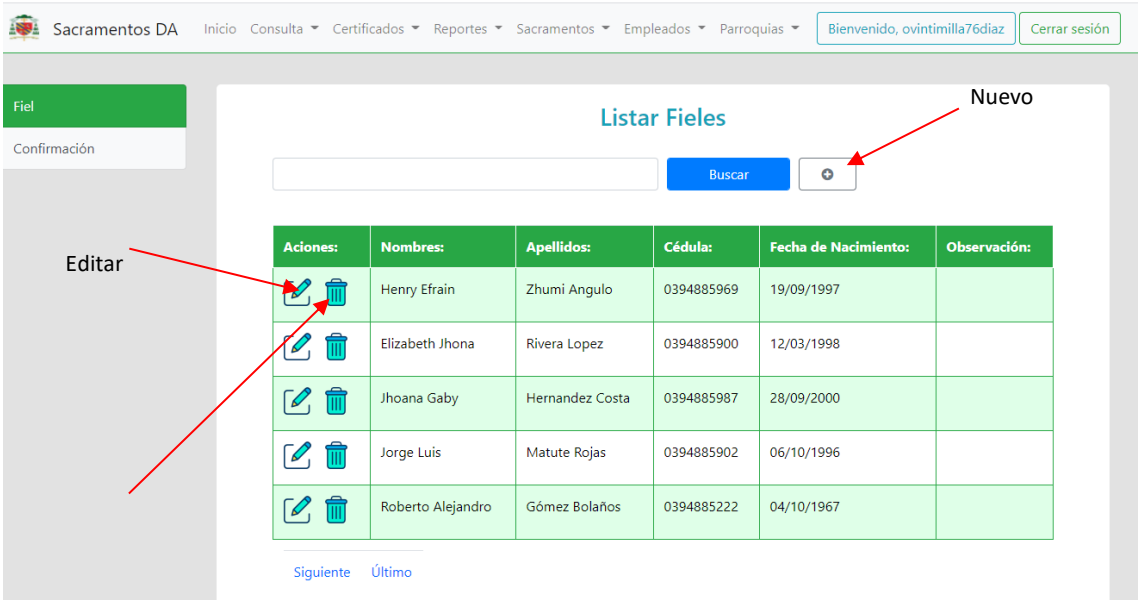 Sacramentos DA Inicio Consulta Certificados Reportes Sacramentos Empleados Parroquias Bienvenido, ovintimilla76diaz Cerrar sesión
Fiel
Confirmación
Nuevo
Listar Fieles
Buscar
Editar
Aciones: Nombres: Apellidos: Cédula: Fecha de Nacimiento: Observación:
Henry Efrain Zhumi Angulo 0394885969 19/09/1997
Elizabeth Jhona Rivera Lopez 0394885900 12/03/1998
Jhoana Gaby Hernandez Costa 0394885987 28/09/2000
Jorge Luis Matute Rojas 0394885902 06/10/1996
Roberto Alejandro Gómez Bolaños 0394885222 04/10/1967
Siguiente Último